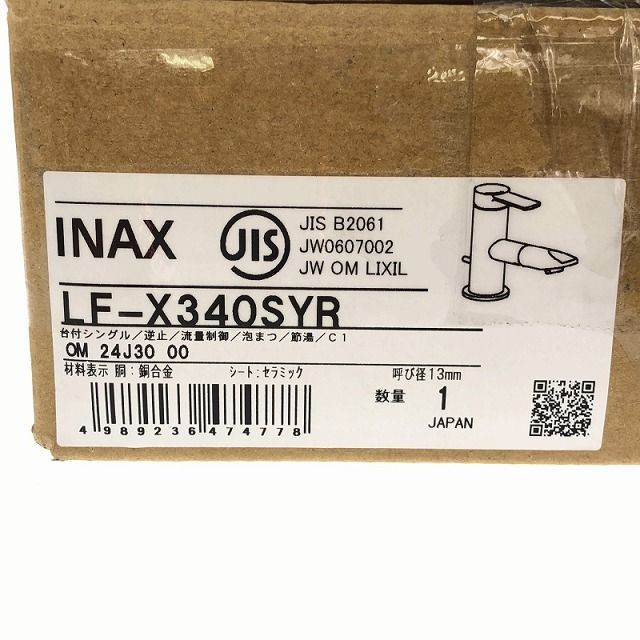 INAX
JIS
JIS B2061
JW0607002
JW OM LIXIL
LF-X340SYR
台付シングル／逆止／流量制御／泡まつ／節湯／C1
OM 24J30 00
材料表示 胴：銅合金 シート：セラミック 呼び径13mm
数量 1
JAPAN
4989236474778